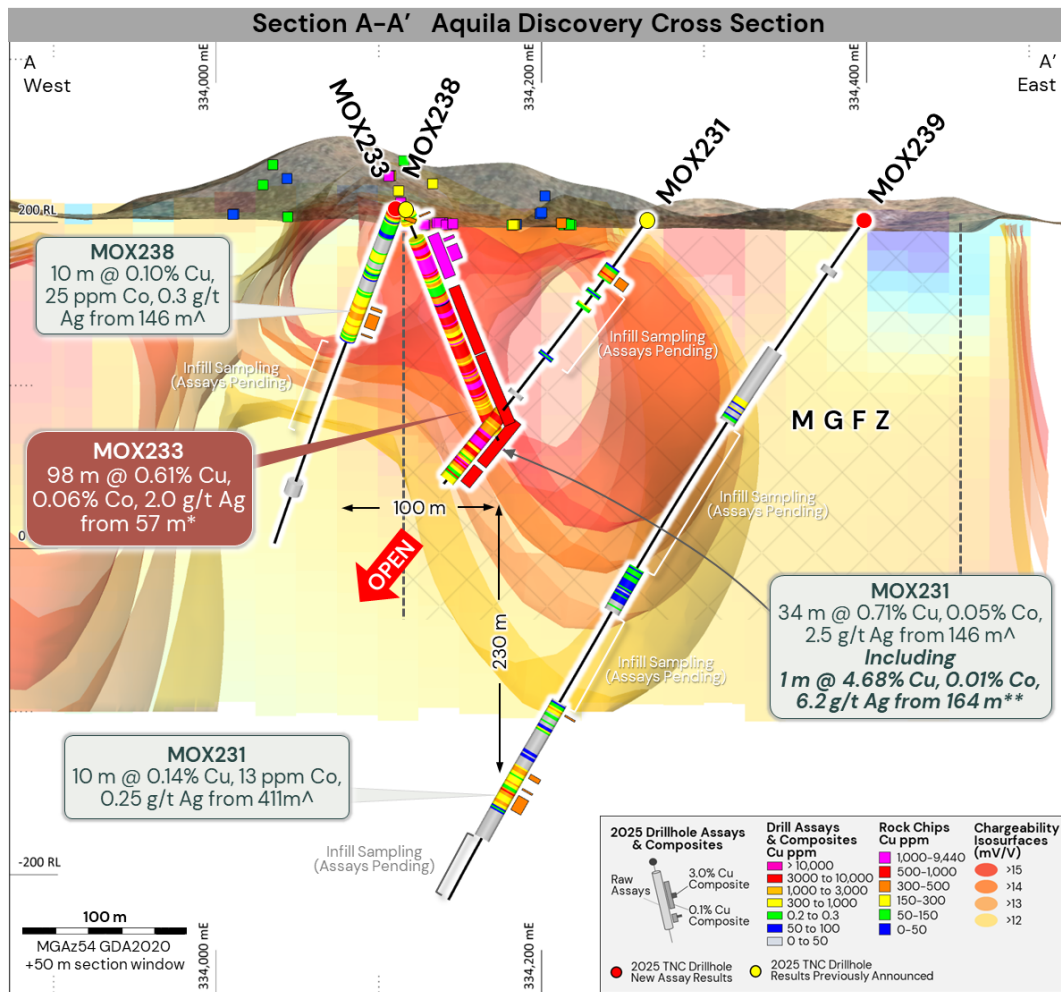 Section A-A’ Aquila Discovery Cross Section
A
West
334,000 mE
334,200 mE
334,400 mE
A’
East
MOX233
MOX238
MOX231
MOX239
200 RL
MOX238
10 m @ 0.10% Cu,
25 ppm Co, 0.3 g/t
Ag from 146 m^
Infill Sampling
(Assays Pending)
Infill Sampling
(Assays Pending)
M G F Z
MOX233
98 m @ 0.61% Cu,
0.06% Co, 2.0 g/t Ag
from 57 m*
Infill Sampling
(Assays Pending)
100 m
0
OPEN
230 m
MOX231
34 m @ 0.71% Cu, 0.05% Co,
2.5 g/t Ag from 146 m^
Including
1 m @ 4.68% Cu, 0.01% Co,
6.2 g/t Ag from 164 m**
Infill Sampling
(Assays Pending)
MOX231
10 m @ 0.14% Cu, 13 ppm Co,
0.25 g/t Ag from 411m^
Infill Sampling
(Assays Pending)
-200 RL
100 m
MGAz54 GDA2020
+50 m section window
334,000 mE
334,200 mE
2025 Drillhole Assays
& Composites
Raw
Assays
3.0% Cu
Composite
0.1% Cu
Composite
Drill Assays
& Composites
Cu ppm
> 10,000
3000 to 10,000
1,000 to 3,000
300 to 1,000
0.2 to 0.3
50 to 100
0 to 50
Rock Chips
Cu ppm
1,000-9,440
500-1,000
300-500
150-300
50-150
0-50
Chargeability
Isosurfaces
(mV/V)
>15
>14
>13
>12
2025 TNC Drillhole
New Assay Results
2025 TNC Drillhole
Results Previously Announced